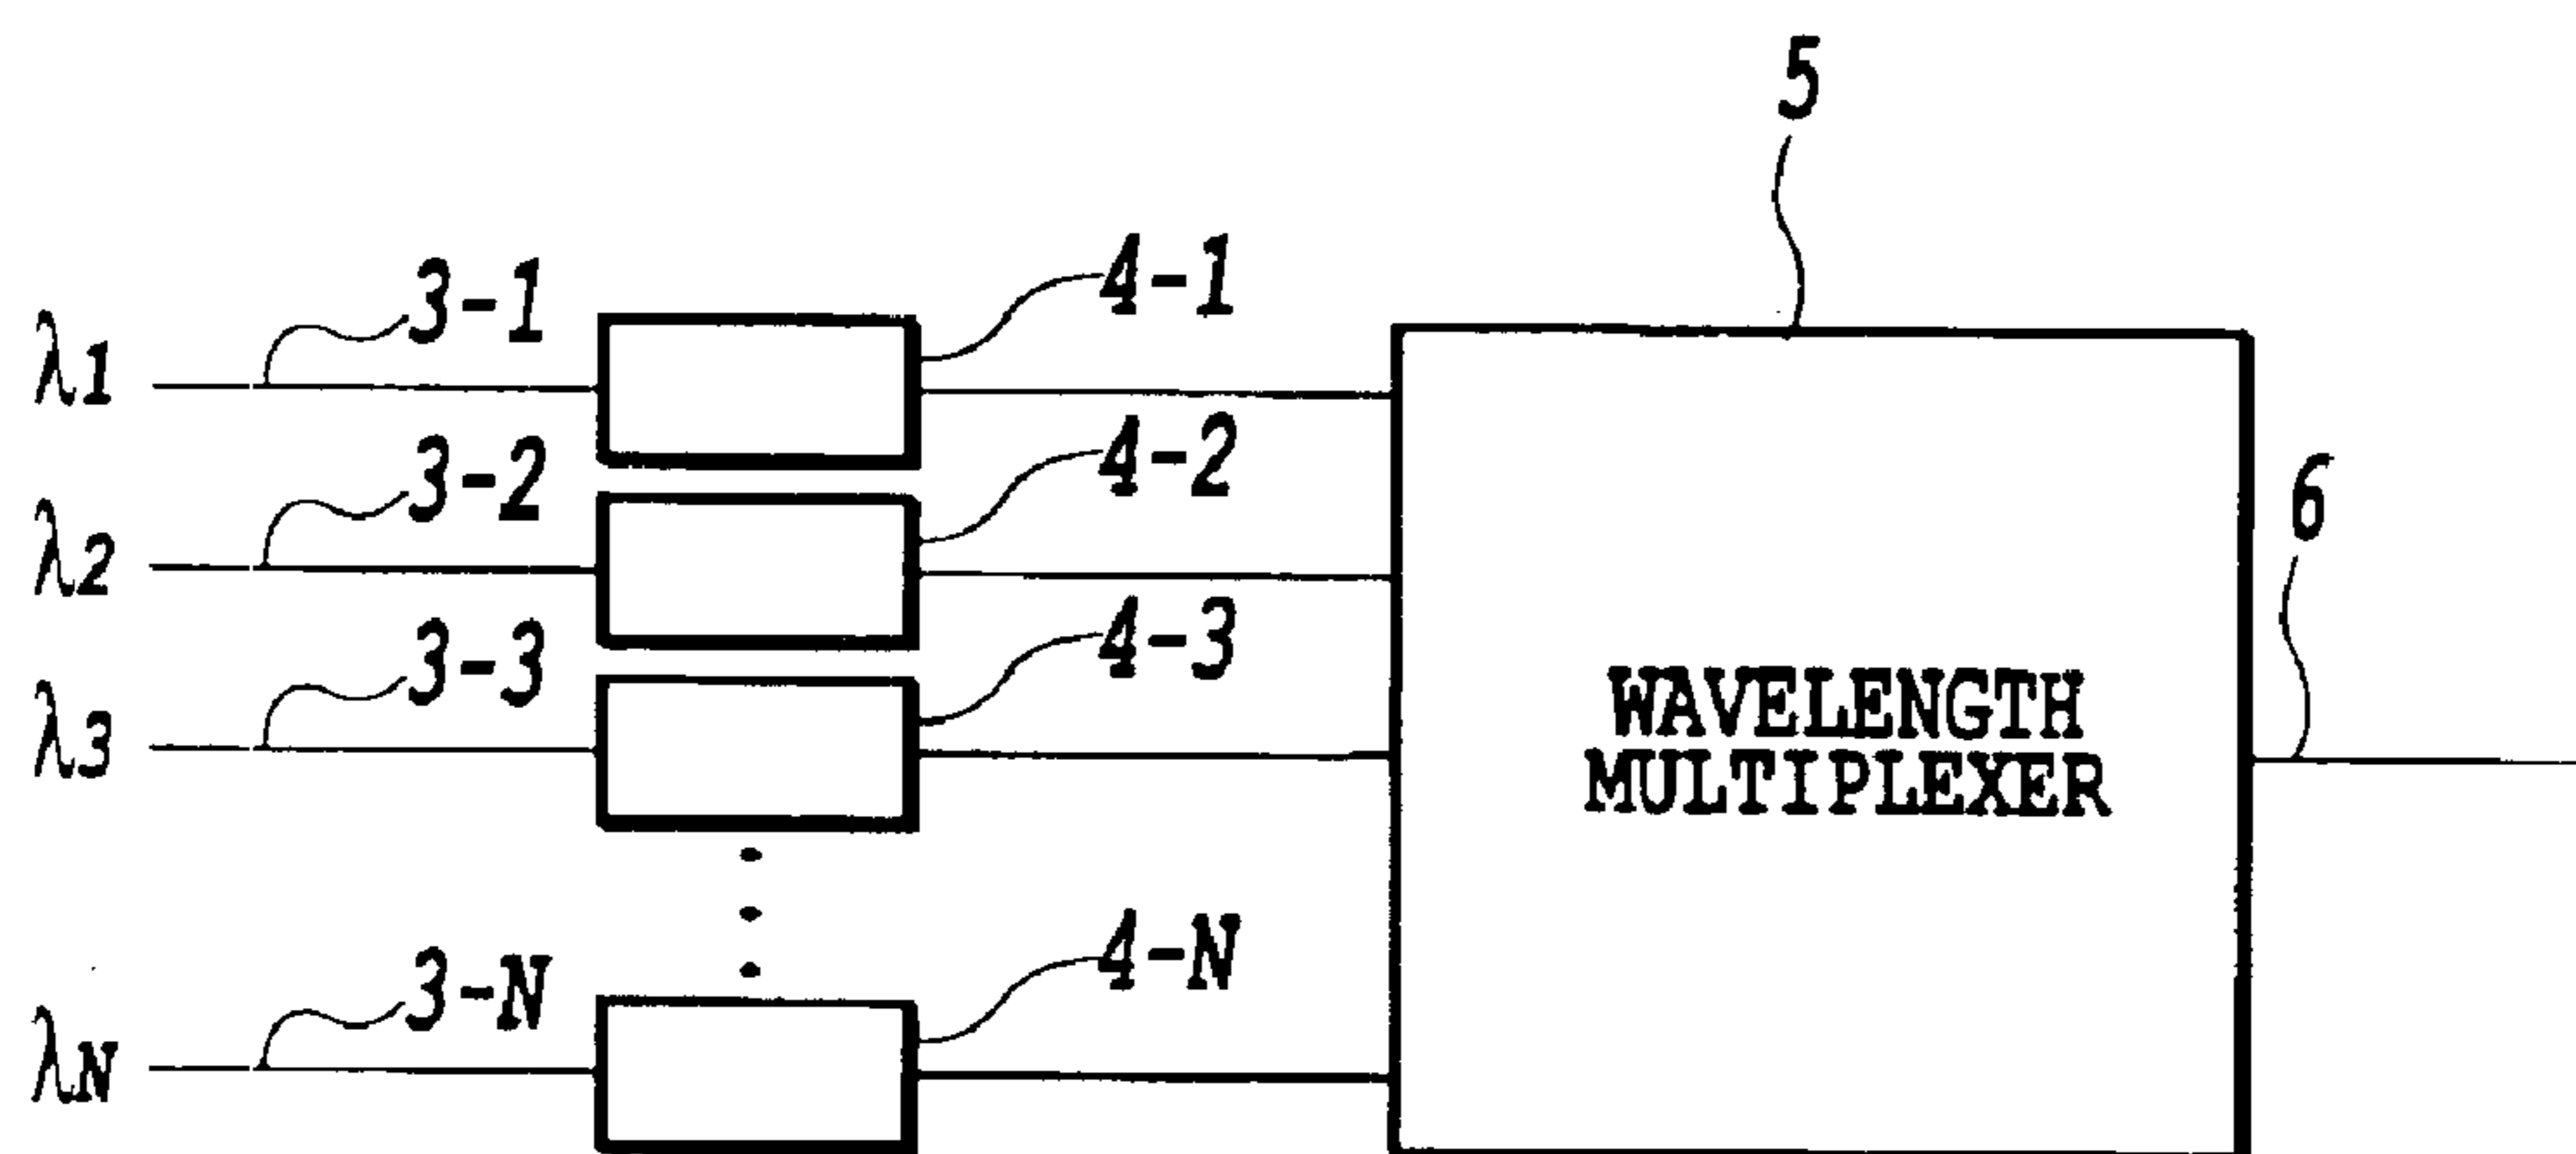 5
λ1 3-1 4-1
λ2 3-2 4-2
λ3 3-3 4-3
6
WAVELENGTH
MULTIPLEXER
λN 3-N 4-N